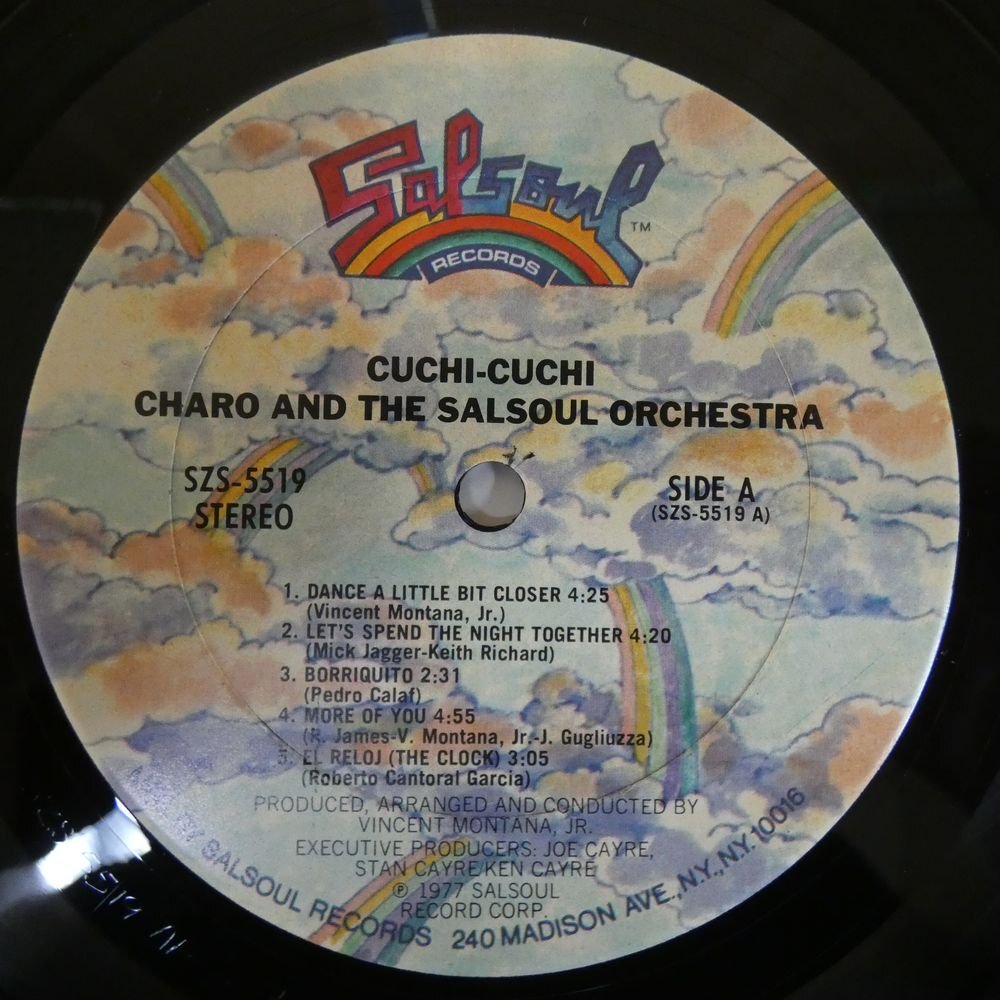 Salsoul
TM
RECORDS
CUCHI-CUCHI
CHARO AND THE SALSOUL ORCHESTRA
SZS-5519
STEREO
SIDE A
(SZS-5519 A)
1. DANCE A LITTLE BIT CLOSER 4:25
(Vincent Montana, Jr.)
2. LET'S SPEND THE NIGHT TOGETHER 4:20
(Mick Jagger-Keith Richard)
3. BORRIQUITO 2:31
(Pedro Calaf)
4. MORE OF YOU 4:55
(R. James-V. Montana, Jr.-J. Gugliuzza)
5. EL RELOJ (THE CLOCK) 3:05
(Roberto Cantoral Garcia)
PRODUCED, ARRANGED AND CONDUCTED BY
VINCENT MONTANA, JR.
EXECUTIVE PRODUCERS: JOE CAYRE,
STAN CAYRE/KEN CAYRE
℗ 1977 SALSOUL
RECORD CORP.
SALSOUL RECORDS 240 MADISON AVE., N.Y., N.Y. 10016